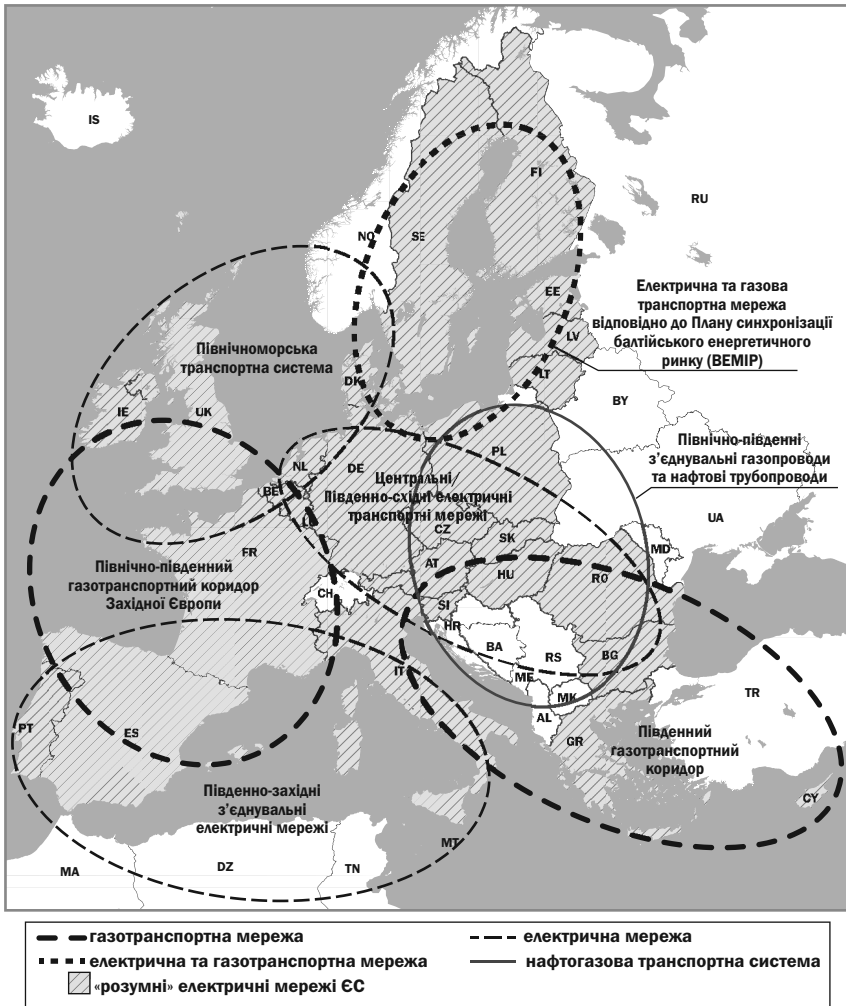 IS
NO
SE
FI
RU
EE
LV
LT
Електрична та газова
транспортна мережа
відповідно до Плану синхронізації
балтійського енергетичного
ринку (BEMIP)
Північноморська
транспортна система
DK
IE
UK
BY
NL
DE
PL
BE
Центральні/
Південно-східні електричні
транспортні мережі
CZ
Північно-південні
з’єднувальні газопроводи
та нафтові трубопроводи
UA
LU
FR
SK
MD
AT
HU
RO
CH
SI
HR
Північно-південний
газотранспортний коридор
Західної Європи
BA
RS
BG
IT
ME
MK
AL
TR
PT
ES
GR
Південний
газотранспортний
коридор
CY
Південно-західні
з’єднувальні
електричні мережі
MT
MA
DZ
TN
газотранспортна мережа
електрична мережа
електрична та газотранспортна мережа
нафтогазова транспортна система
«розумні» електричні мережі ЄС